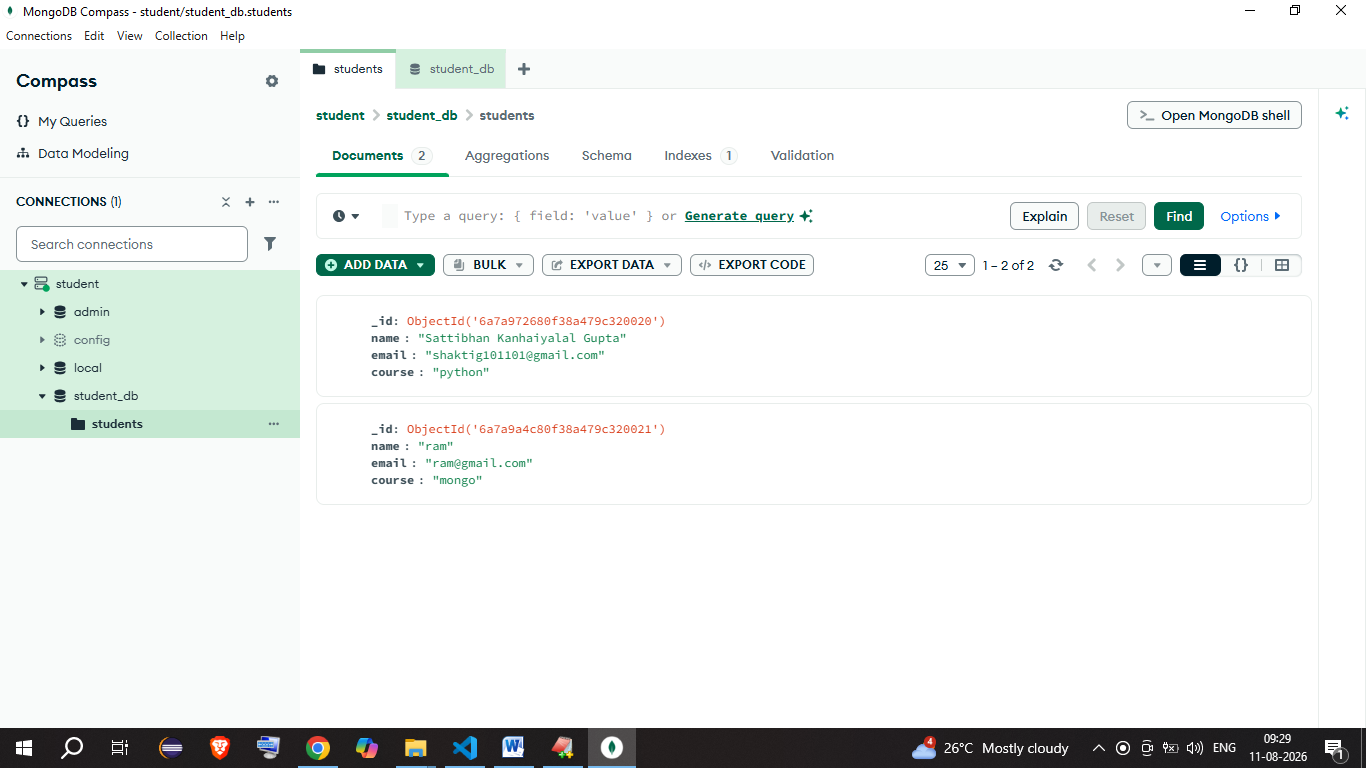 MongoDB Compass - student/student_db.students
Connections Edit View Collection Help
Compass
My Queries
Data Modeling
CONNECTIONS (1)
Search connections
student
admin
config
local
student_db
students
students student_db
student > student_db > students
Open MongoDB shell
Documents 2 Aggregations Schema Indexes 1 Validation
Type a query: { field: 'value' } or Generate query
Explain Reset Find Options
ADD DATA BULK EXPORT DATA EXPORT CODE
25 1 – 2 of 2
_id: ObjectId('6a7a972680f38a479c320020')
name : "Sattibhan Kanhaiyalal Gupta"
email : "shaktig101101@gmail.com"
course : "python"
_id: ObjectId('6a7a9a4c80f38a479c320021')
name : "ram"
email : "ram@gmail.com"
course : "mongo"
4 26°C Mostly cloudy ENG 09:29
11-08-2026 1